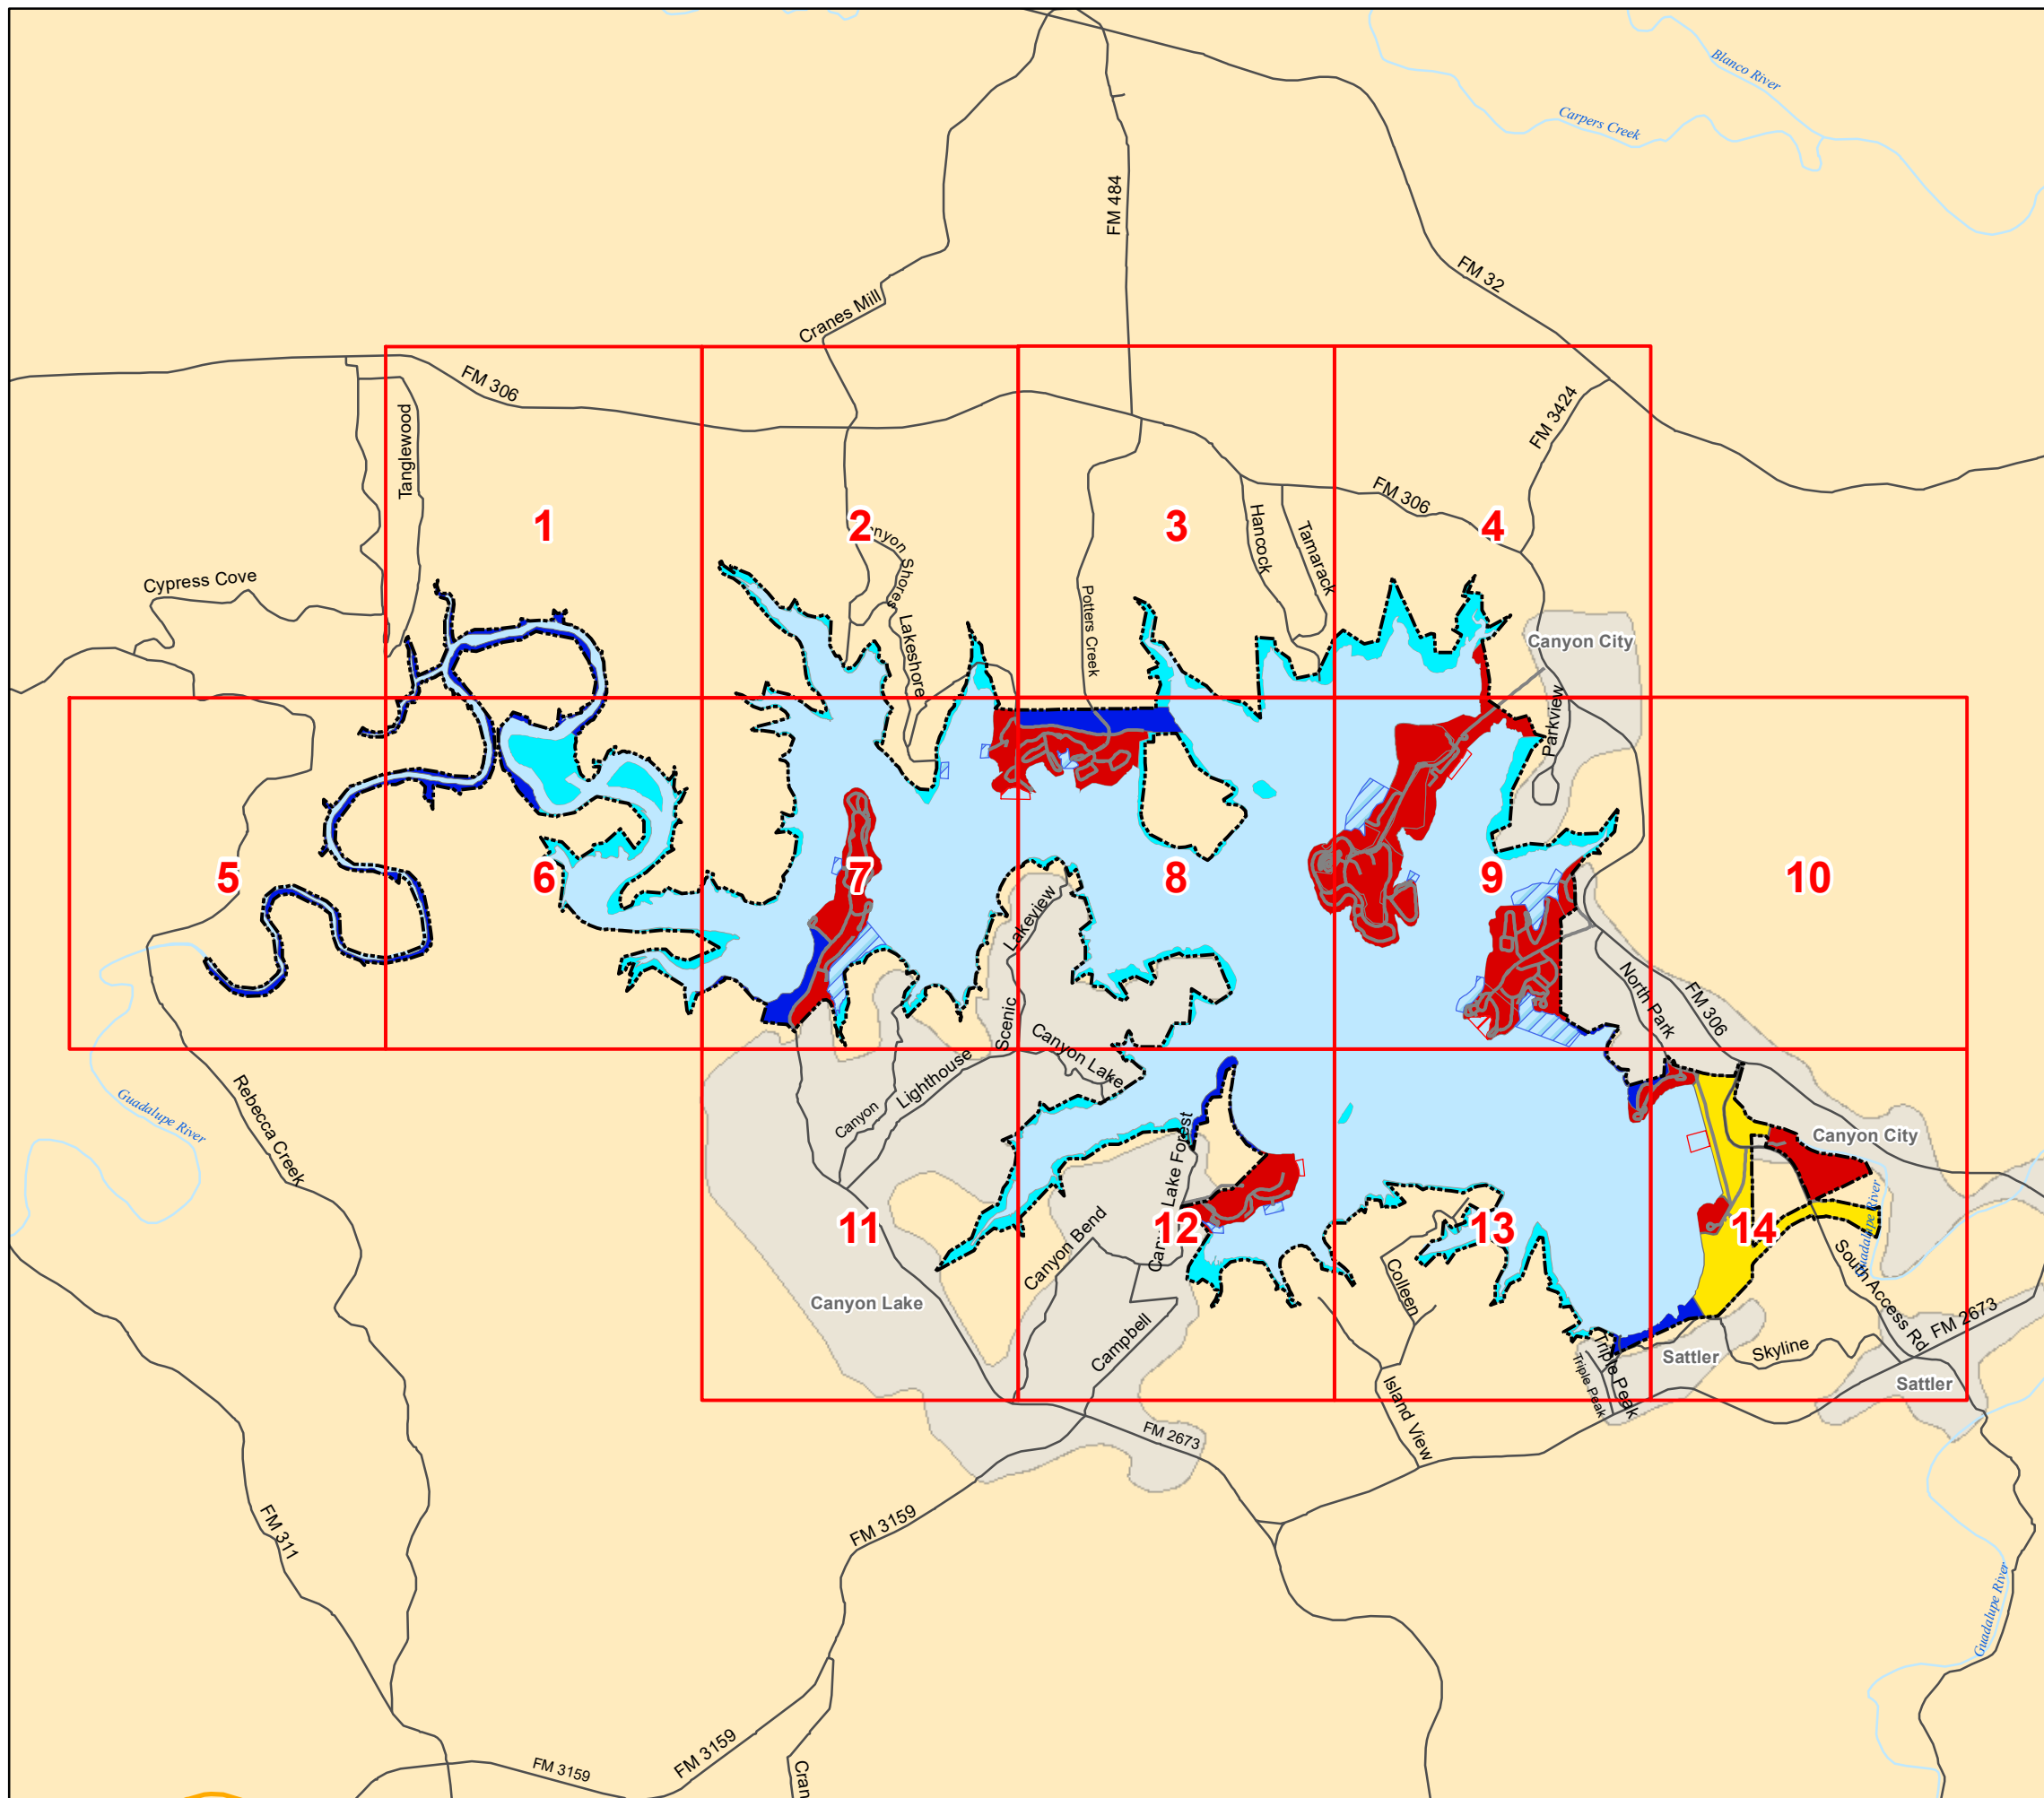 Blanco River
Carpers Creek
FM 484
FM 32
Cranes Mill
FM 306
Tanglewood
FM 3424
FM 306
1
2
3
4
Hancock
Tamarack
Cypress Cove
Shores
Lakeshore
Potters Creek
Canyon City
Parkview
5
6
7
8
9
10
Lakeview
North Park
FM 306
Scenic
Canyon Lake
Lighthouse
Canyon
Guadalupe River
Rebecca Creek
Canyon City
Lake Forest
11
12
13
14
Canyon Bend
Colleen
South Access Rd
Canyon Lake
Campbell
FM 2673
Triple Peak
Triple Peak
Sattler
Skyline
Sattler
Island View
FM 2673
FM 311
FM 3159
Guadalupe River
FM 3159
FM 3159
Cran